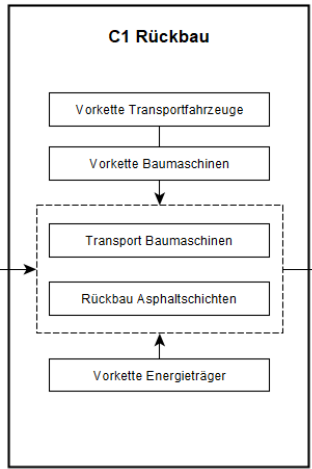 C1 Rückbau
Vorkette Transportfahrzeuge
Vorkette Baumaschinen
Transport Baumaschinen
Rückbau Asphaltschichten
Vorkette Energieträger